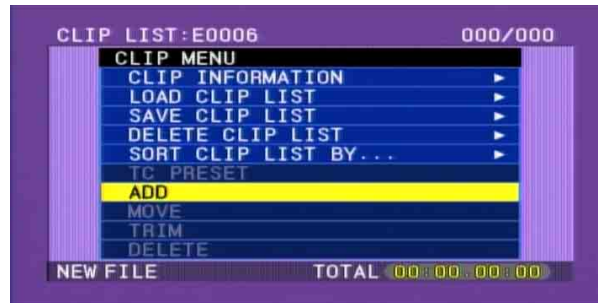 CLIP LIST:E0006 000/000
CLIP MENU
CLIP INFORMATION
LOAD CLIP LIST
SAVE CLIP LIST
DELETE CLIP LIST
SORT CLIP LIST BY...
TC PRESET
ADD
MOVE
TRIM
DELETE
NEW FILE TOTAL 00:00.00:00